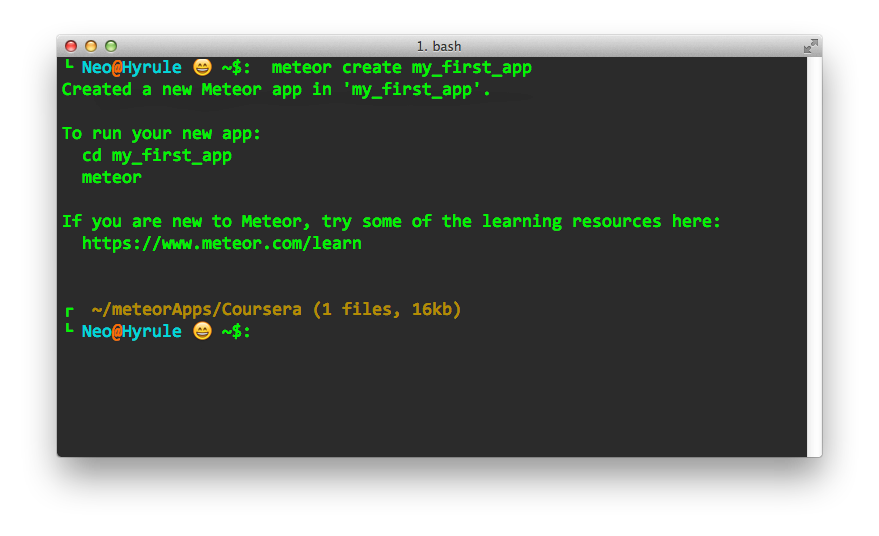 1. bash
└ Neo@Hyrule 😄 ~$:  meteor create my_first_app
Created a new Meteor app in 'my_first_app'.
To run your new app:
  cd my_first_app
  meteor
If you are new to Meteor, try some of the learning resources here:
  https://www.meteor.com/learn
┌  ~/meteorApps/Coursera (1 files, 16kb)
└ Neo@Hyrule 😄 ~$: